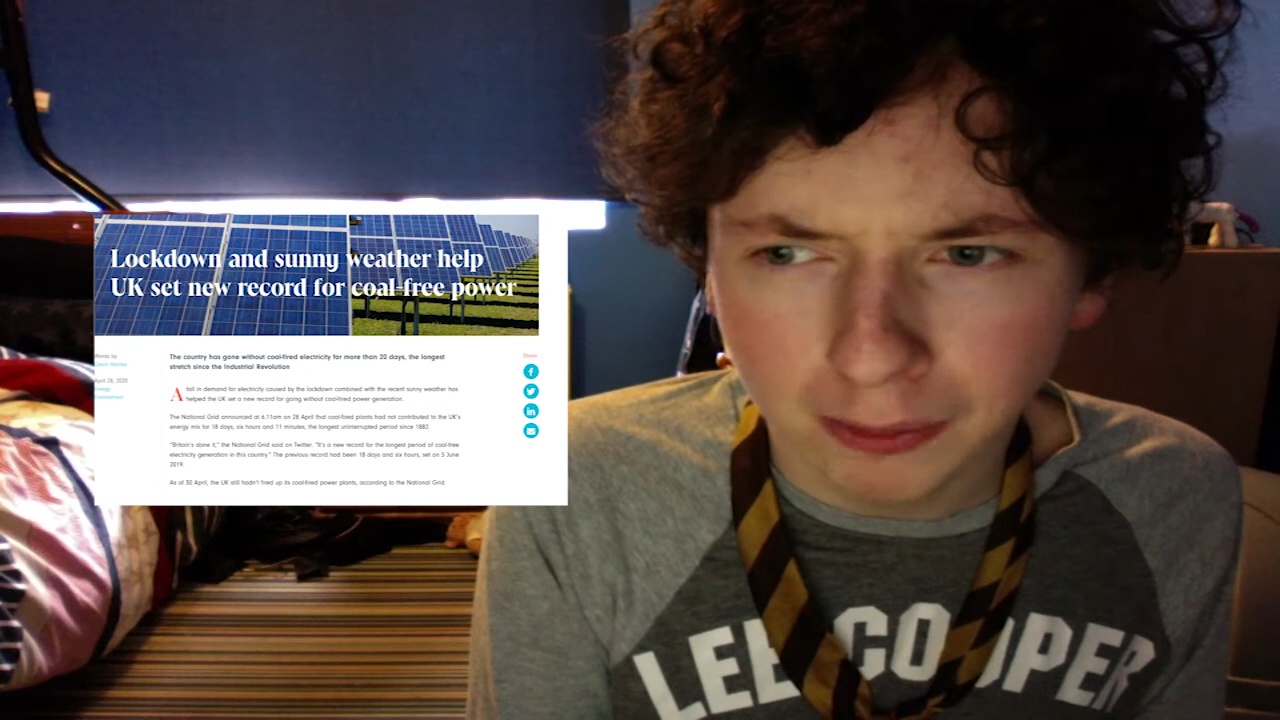 Lockdown and sunny weather help
UK set new record for coal-free power
Words by
April 28, 2020
Energy
Environment
The country has gone without coal-fired electricity for more than 20 days, the longest
stretch since the Industrial Revolution
Share
A fall in demand for electricity caused by the lockdown combined with the recent sunny weather has
helped the UK set a new record for going without coal-fired power generation.
The National Grid announced at 6.11am on 28 April that coal-fired plants had not contributed to the UK's
energy mix for 18 days, six hours and 11 minutes, the longest uninterrupted period since 1882.
"Britain's done it," the National Grid said on Twitter. "It's a new record for the longest period of coal-free
electricity generation in this country." The previous record had been 18 days and six hours, set on 5 June
2019.
As of 30 April, the UK still hadn't fired up its coal-fired power plants, according to the National Grid.
LEE COOPER